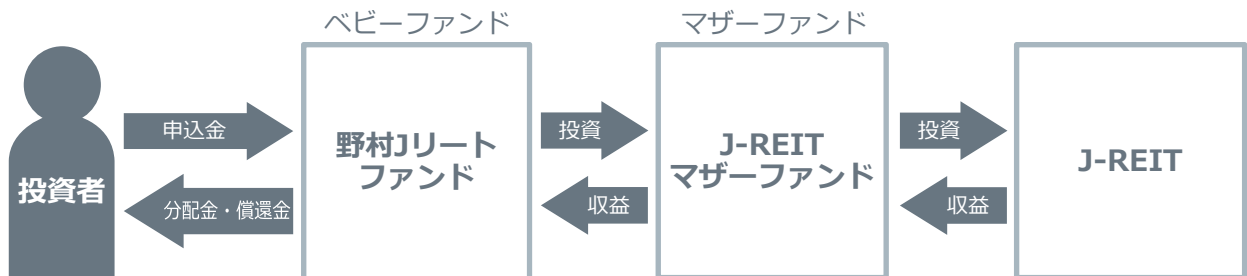 ベビーファンド
マザーファンド
投資者
申込金
分配金・償還金
野村Jリート
ファンド
投資
収益
J-REIT
マザーファンド
投資
収益
J-REIT